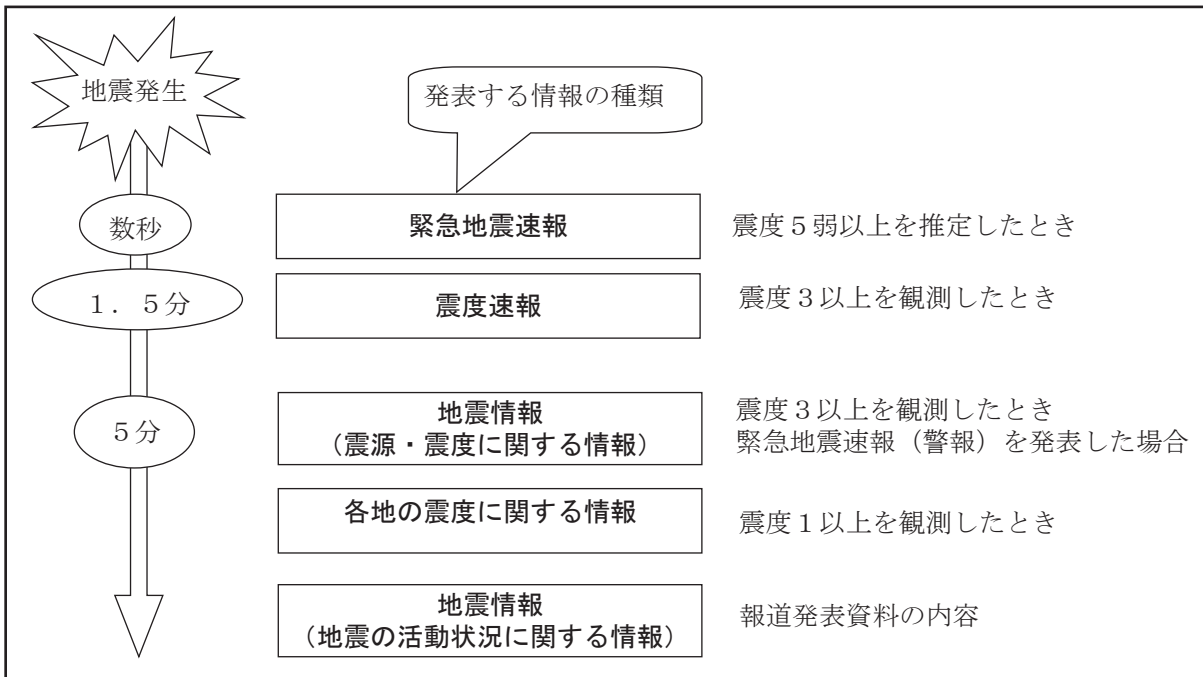 地震発生
発表する情報の種類
数秒
緊急地震速報
震度５弱以上を推定したとき
１．５分
震度速報
震度３以上を観測したとき
５分
地震情報
（震源・震度に関する情報）
震度３以上を観測したとき
緊急地震速報（警報）を発表した場合
各地の震度に関する情報
震度１以上を観測したとき
地震情報
（地震の活動状況に関する情報）
報道発表資料の内容